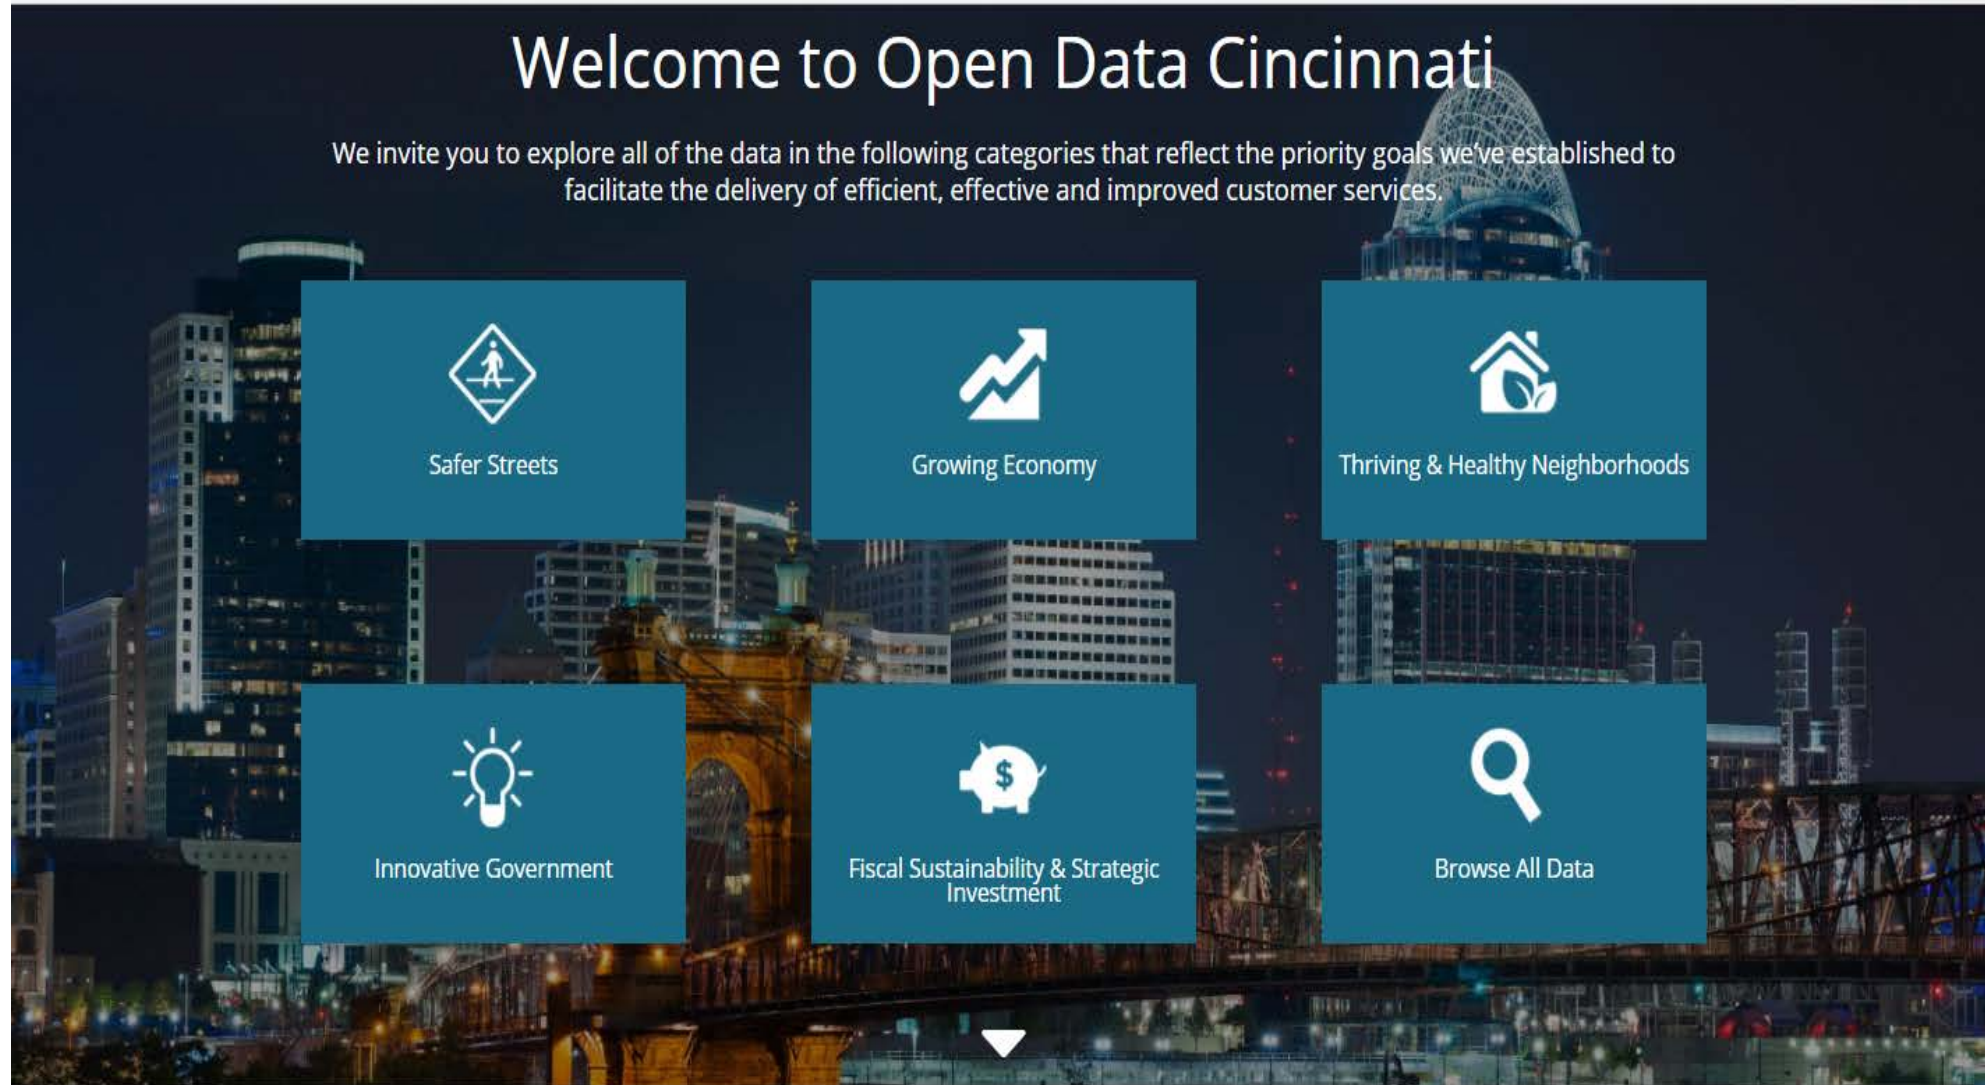 Welcome to Open Data Cincinnati
We invite you to explore all of the data in the following categories that reflect the priority goals we've established to
facilitate the delivery of efficient, effective and improved customer services.
Safer Streets
Growing Economy
Thriving & Healthy Neighborhoods
Innovative Government
$
Fiscal Sustainability & Strategic
Investment
Browse All Data